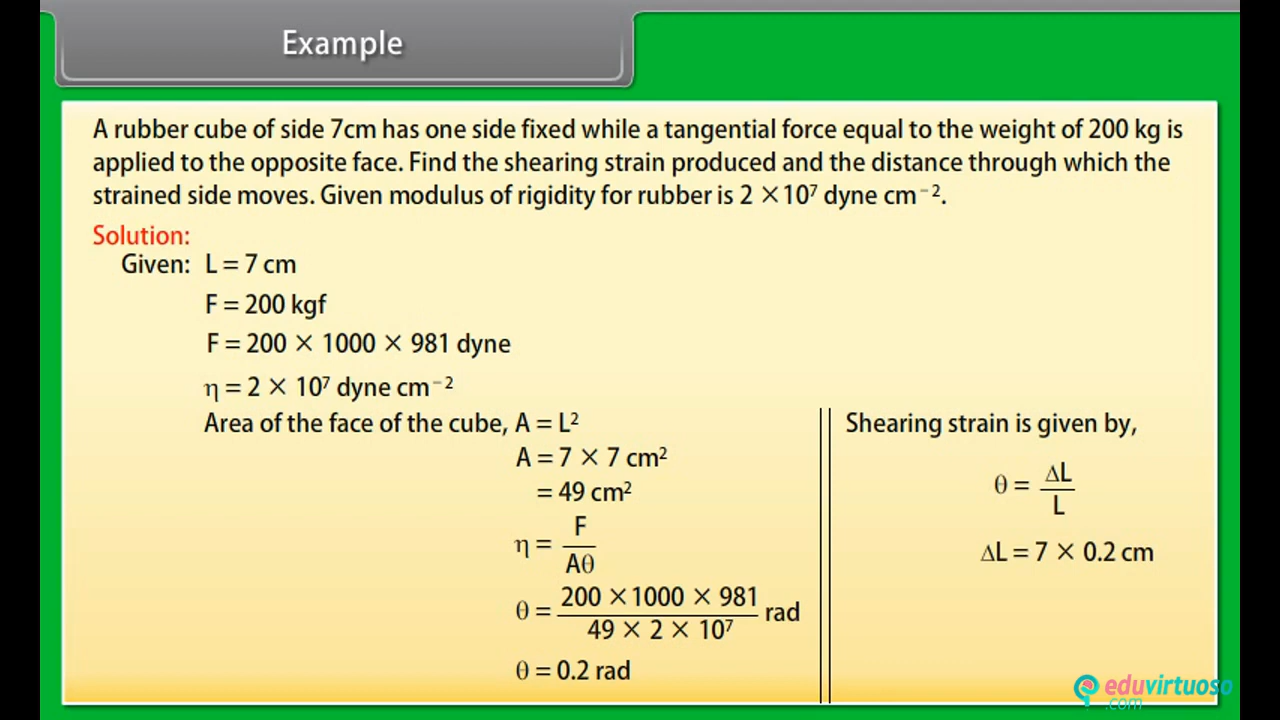 Example
A rubber cube of side 7cm has one side fixed while a tangential force equal to the weight of 200 kg is
applied to the opposite face. Find the shearing strain produced and the distance through which the
strained side moves. Given modulus of rigidity for rubber is 2 ×10⁷ dyne cm⁻².
Solution:
Given: L = 7 cm
F = 200 kgf
F = 200 × 1000 × 981 dyne
η = 2 × 10⁷ dyne cm⁻²
Area of the face of the cube, A = L²
A = 7 × 7 cm²
= 49 cm²
η = F / Aθ
θ = 200 ×1000 × 981 / 49 × 2 × 10⁷ rad
θ = 0.2 rad
Shearing strain is given by,
θ = ΔL / L
ΔL = 7 × 0.2 cm
eduvirtuoso
.com